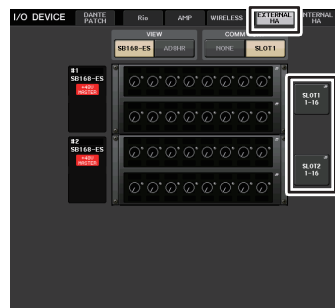 I/O DEVICE
DANTE PATCH
Rio
AMP
WIRELESS
EXTERNAL HA
INTERNAL HA
VIEW
SB168-ES
AD8HR
COMM
NONE
SLOT1
#1
SB168-ES
+48V
MASTER
SLOT1
1-16
#2
SB168-ES
+48V
MASTER
SLOT2
1-16